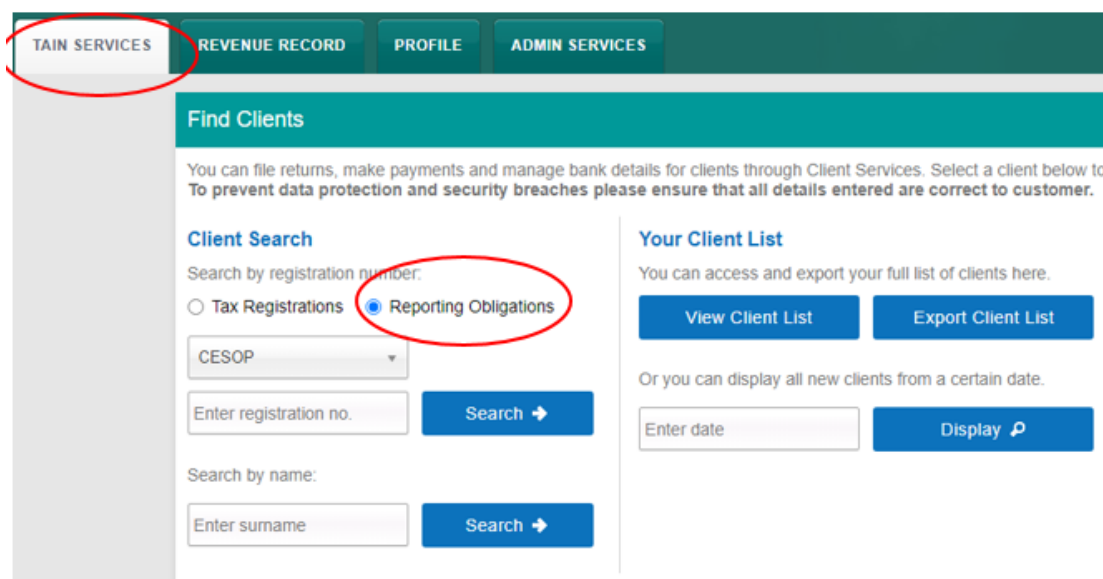 TAIN SERVICES
REVENUE RECORD
PROFILE
ADMIN SERVICES
Find Clients
You can file returns, make payments and manage bank details for clients through Client Services. Select a client below to
To prevent data protection and security breaches please ensure that all details entered are correct to customer.
Client Search
Search by registration number:
Tax Registrations
Reporting Obligations
CESOP
Enter registration no.
Search
Search by name:
Enter surname
Search
Your Client List
You can access and export your full list of clients here.
View Client List
Export Client List
Or you can display all new clients from a certain date.
Enter date
Display